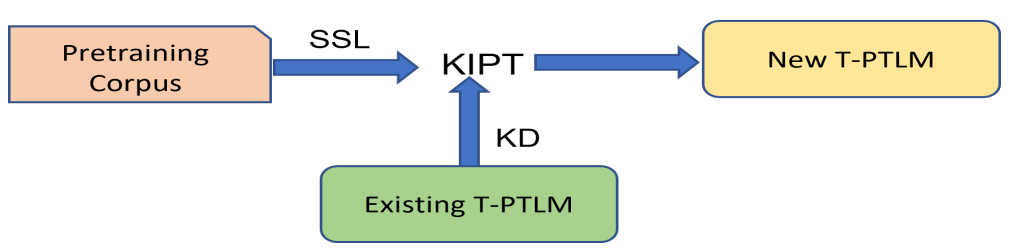 SSL
Pretraining
Corpus
KIPT
New T-PTLM
KD
Existing T-PTLM